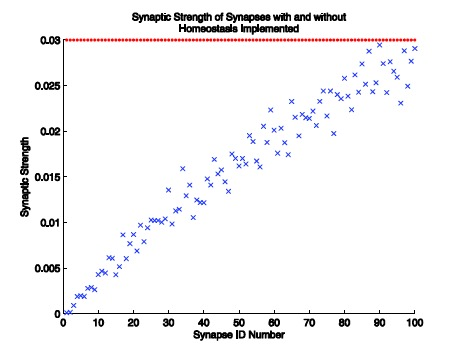 Synaptic Strength of Synapses with and without
Homeostasis Implemented
0.03
0.025
0.02
0.015
0.01
0.005
0
Synaptic Strength
0 10 20 30 40 50 60 70 80 90 100
Synapse ID Number